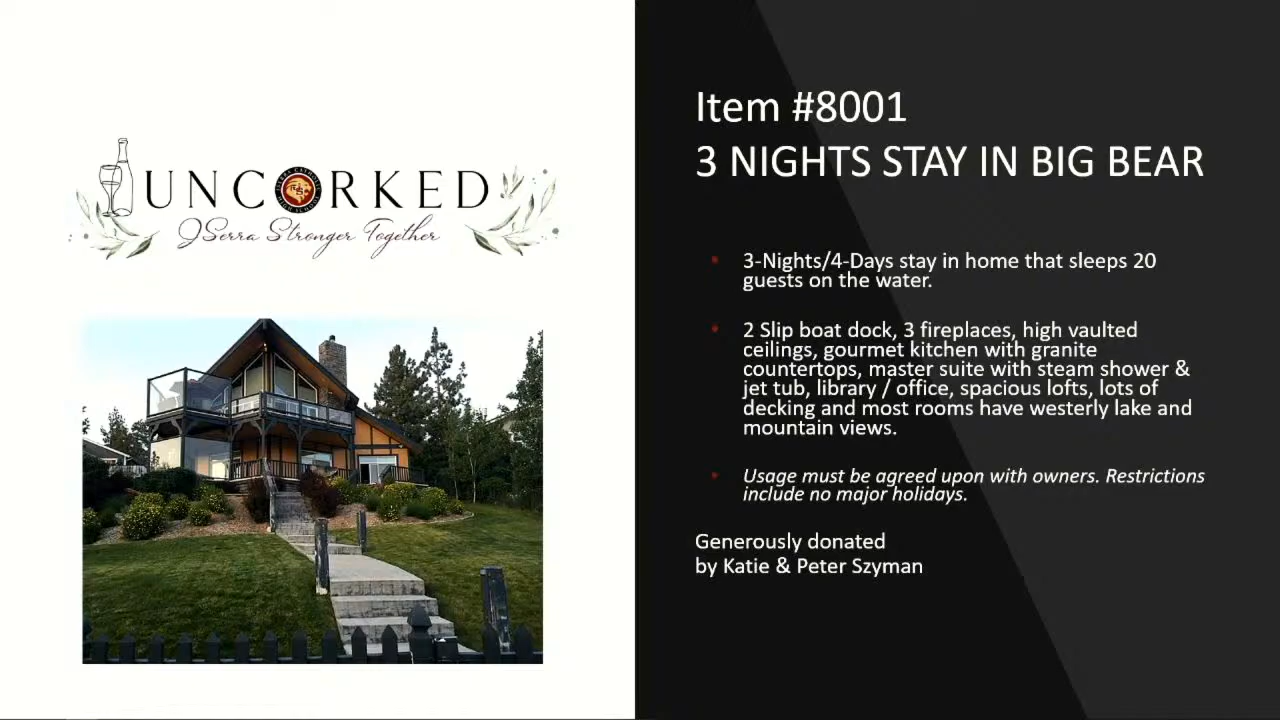 UNCORKED
JSerra Stronger Together
Item #8001
3 NIGHTS STAY IN BIG BEAR
3-Nights/4-Days stay in home that sleeps 20
guests on the water.
2 Slip boat dock, 3 fireplaces, high vaulted
ceilings, gourmet kitchen with granite
countertops, master suite with steam shower &
jet tub, library / office, spacious lofts, lots of
decking and most rooms have westerly lake and
mountain views.
Usage must be agreed upon with owners. Restrictions
include no major holidays.
Generously donated
by Katie & Peter Szyman